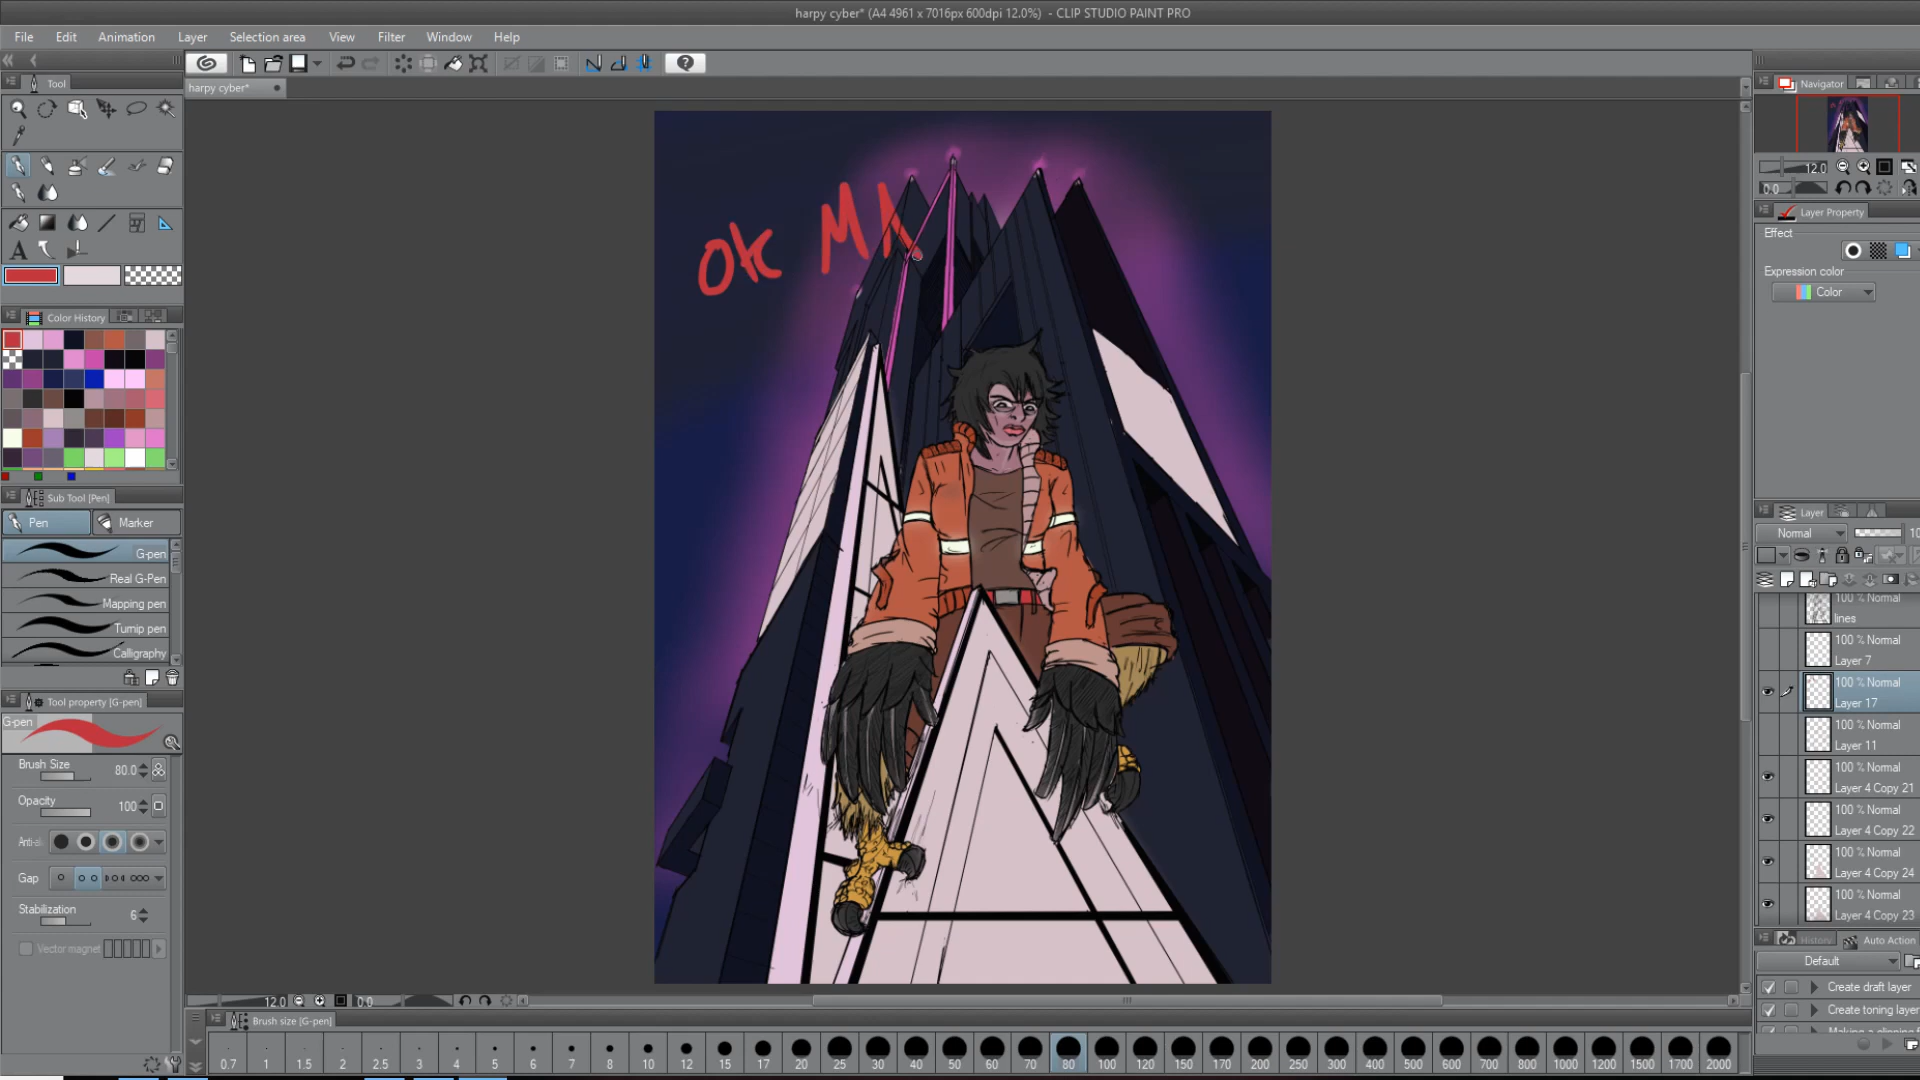 harpy cyber* (A4 4961 x 7016px 600dpi 12.0%) - CLIP STUDIO PAINT PRO
File Edit Animation Layer Selection area View Filter Window Help
harpy cyber*
Tool
Color History
Sub Tool [Pen]
Pen Marker
G-pen
Real G-Pen
Mapping pen
Turnip pen
Calligraphy
Tool property [G-pen]
G-pen
Brush Size 80.0
Opacity 100
Gap
Stabilization 6
Vector magnet
OK MA
12.0 0.0
Brush size [G-pen]
0.7 1 1.5 2 2.5 3 4 5 6 7 8 10 12 15 17 20 25 30 40 50 60 70 80 100 120 150 170 200 250 300 400 500 600 700 800 1000 1200 1500 1700 2000
Navigator
12.0
0.0
Layer Property
Effect
Expression color
Color
Layer
Normal
100 % Normal
lines
100 % Normal
Layer 7
100 % Normal
Layer 17
100 % Normal
Layer 11
100 % Normal
Layer 4 Copy 21
100 % Normal
Layer 4 Copy 22
100 % Normal
Layer 4 Copy 24
100 % Normal
Layer 4 Copy 23
History Auto Action
Default
Create draft layer
Create toning layer